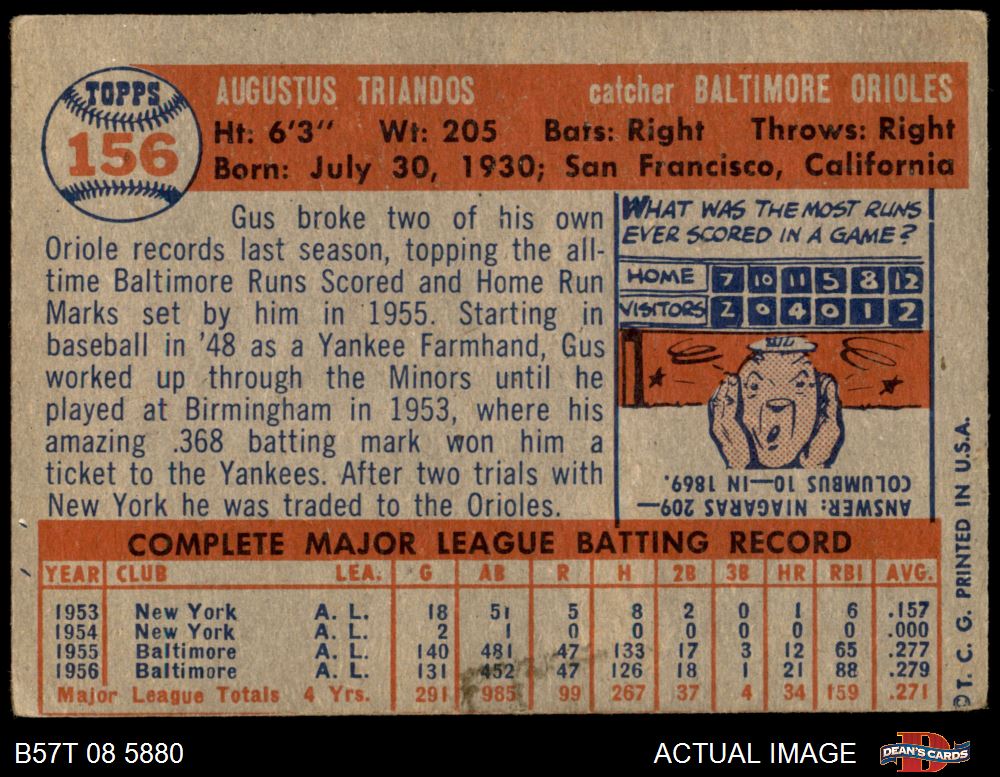 TOPPS
156
AUGUSTUS TRIANDOS catcher BALTIMORE ORIOLES
Ht: 6'3" Wt: 205 Bats: Right Throws: Right
Born: July 30, 1930; San Francisco, California
Gus broke two of his own
Oriole records last season, topping the all-
time Baltimore Runs Scored and Home Run
Marks set by him in 1955. Starting in
baseball in '48 as a Yankee Farmhand, Gus
worked up through the Minors until he
played at Birmingham in 1953, where his
amazing .368 batting mark won him a
ticket to the Yankees. After two trials with
New York he was traded to the Orioles.
WHAT WAS THE MOST RUNS
EVER SCORED IN A GAME?
HOME 7 10 11 5 8 12
VISITORS 2 0 4 0 1 2
ANSWER: NIAGARAS 209—
COLUMBUS 10—IN 1869.
COMPLETE MAJOR LEAGUE BATTING RECORD
YEAR CLUB LEA. G AB R H 2B 3B HR RBI AVG.
1953 New York A. L. 18 51 5 8 2 0 1 6 .157
1954 New York A. L. 2 1 0 0 0 0 0 0 .000
1955 Baltimore A. L. 140 481 47 133 17 3 12 65 .277
1956 Baltimore A. L. 131 452 47 126 18 1 21 88 .279
Major League Totals 4 Yrs. 291 985 99 267 37 4 34 159 .271
©T. C. G. PRINTED IN U.S.A.
B57T 08 5880
ACTUAL IMAGE
DEAN'S CARDS